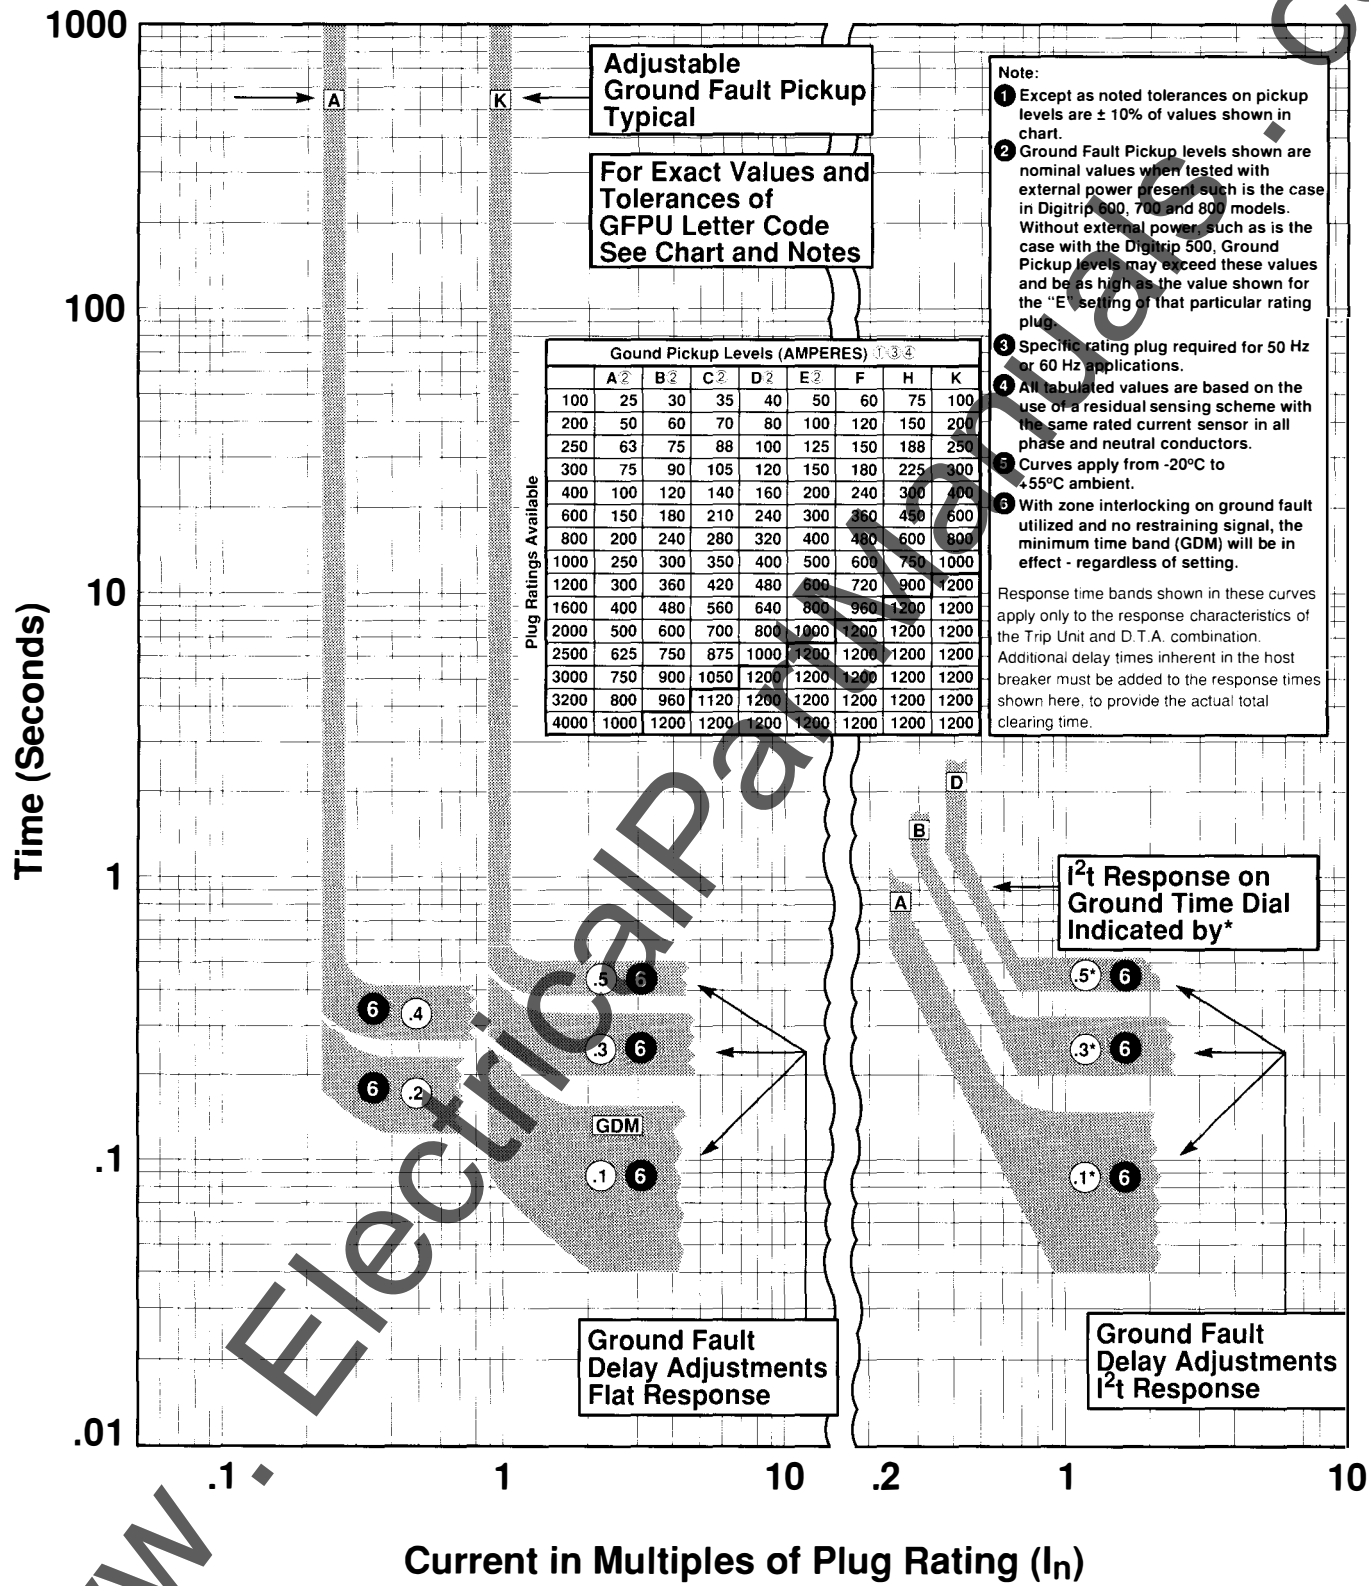 1000
100
10
1
.1
.01
Time (Seconds)
A
K
Adjustable
Ground Fault Pickup
Typical
For Exact Values and
Tolerances of
GFPU Letter Code
See Chart and Notes
Note:
1 Except as noted tolerances on pickup
levels are ± 10% of values shown in
chart.
2 Ground Fault Pickup levels shown are
nominal values when tested with
external power present such is the case
in Digitrip 600, 700 and 800 models.
Without external power, such as is the
case with the Digitrip 500, Ground
Pickup levels may exceed these values
and be as high as the value shown for
the "E" setting of that particular rating
plug.
3 Specific rating plug required for 50 Hz
or 60 Hz applications.
4 All tabulated values are based on the
use of a residual sensing scheme with
the same rated current sensor in all
phase and neutral conductors.
5 Curves apply from -20ºC to
+55ºC ambient.
6 With zone interlocking on ground fault
utilized and no restraining signal, the
minimum time band (GDM) will be in
effect - regardless of setting.
Response time bands shown in these curves
apply only to the response characteristics of
the Trip Unit and D.T.A. combination.
Additional delay times inherent in the host
breaker must be added to the response times
shown here, to provide the actual total
clearing time.
Gound Pickup Levels (AMPERES) ①③④
A② B② C② D② E② F H K
Plug Ratings Available
100 25 30 35 40 50 60 75 100
200 50 60 70 80 100 120 150 200
250 63 75 88 100 125 150 188 250
300 75 90 105 120 150 180 225 300
400 100 120 140 160 200 240 300 400
600 150 180 210 240 300 360 450 600
800 200 240 280 320 400 480 600 800
1000 250 300 350 400 500 600 750 1000
1200 300 360 420 480 600 720 900 1200
1600 400 480 560 640 800 960 1200 1200
2000 500 600 700 800 1000 1200 1200 1200
2500 625 750 875 1000 1200 1200 1200 1200
3000 750 900 1050 1200 1200 1200 1200 1200
3200 800 960 1120 1200 1200 1200 1200 1200
4000 1000 1200 1200 1200 1200 1200 1200 1200
D
B
A
I²t Response on
Ground Time Dial
Indicated by*
6 .4
6 .2
.5 6
.3 6
GDM
.1 6
.5* 6
.3* 6
.1* 6
Ground Fault
Delay Adjustments
Flat Response
Ground Fault
Delay Adjustments
I²t Response
.1 1 10 .2 1 10
Current in Multiples of Plug Rating (In)
www . ElectricalPartManuals . co